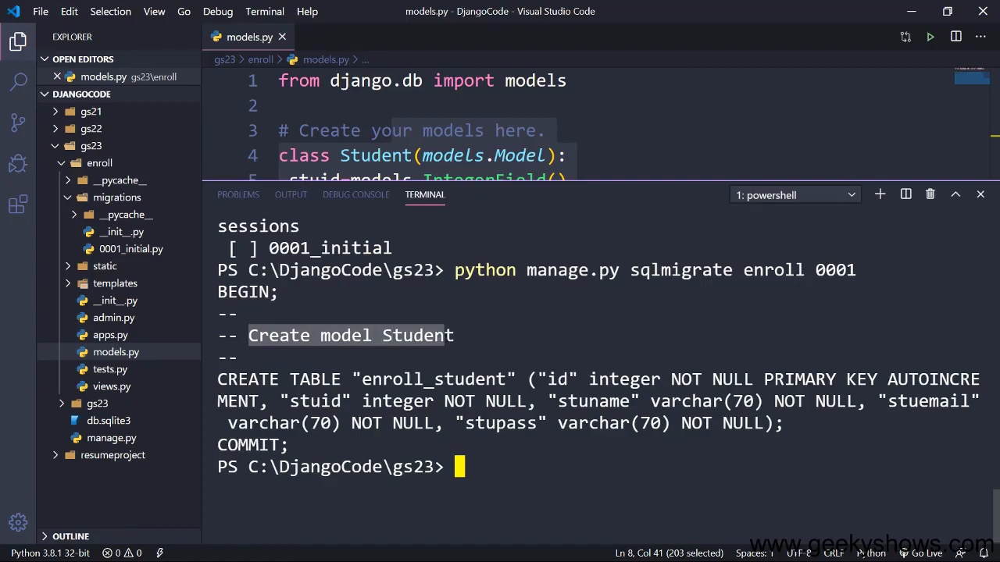 File Edit Selection View Go Debug Terminal Help
models.py - DjangoCode - Visual Studio Code
EXPLORER
OPEN EDITORS
models.py gs23\enroll
DJANGOCODE
gs21
gs22
gs23
enroll
__pycache__
migrations
__pycache__
__init__.py
0001_initial.py
static
templates
__init__.py
admin.py
apps.py
models.py
tests.py
views.py
gs23
db.sqlite3
manage.py
resumeproject
OUTLINE
models.py
gs23 > enroll > models.py > ...
1 from django.db import models
2
3 # Create your models here.
4 class Student(models.Model):
5 stuid=models.IntegerField()
PROBLEMS OUTPUT DEBUG CONSOLE TERMINAL
1: powershell
sessions
[ ] 0001_initial
PS C:\DjangoCode\gs23> python manage.py sqlmigrate enroll 0001
BEGIN;
--
-- Create model Student
--
CREATE TABLE "enroll_student" ("id" integer NOT NULL PRIMARY KEY AUTOINCRE
MENT, "stuid" integer NOT NULL, "stuname" varchar(70) NOT NULL, "stuemail"
varchar(70) NOT NULL, "stupass" varchar(70) NOT NULL);
COMMIT;
PS C:\DjangoCode\gs23>
www.geekyshows.com
Python 3.8.1 32-bit 0 0 Ln 8, Col 41 (203 selected) Spaces: 1 UTF-8 CRLF Python Go Live